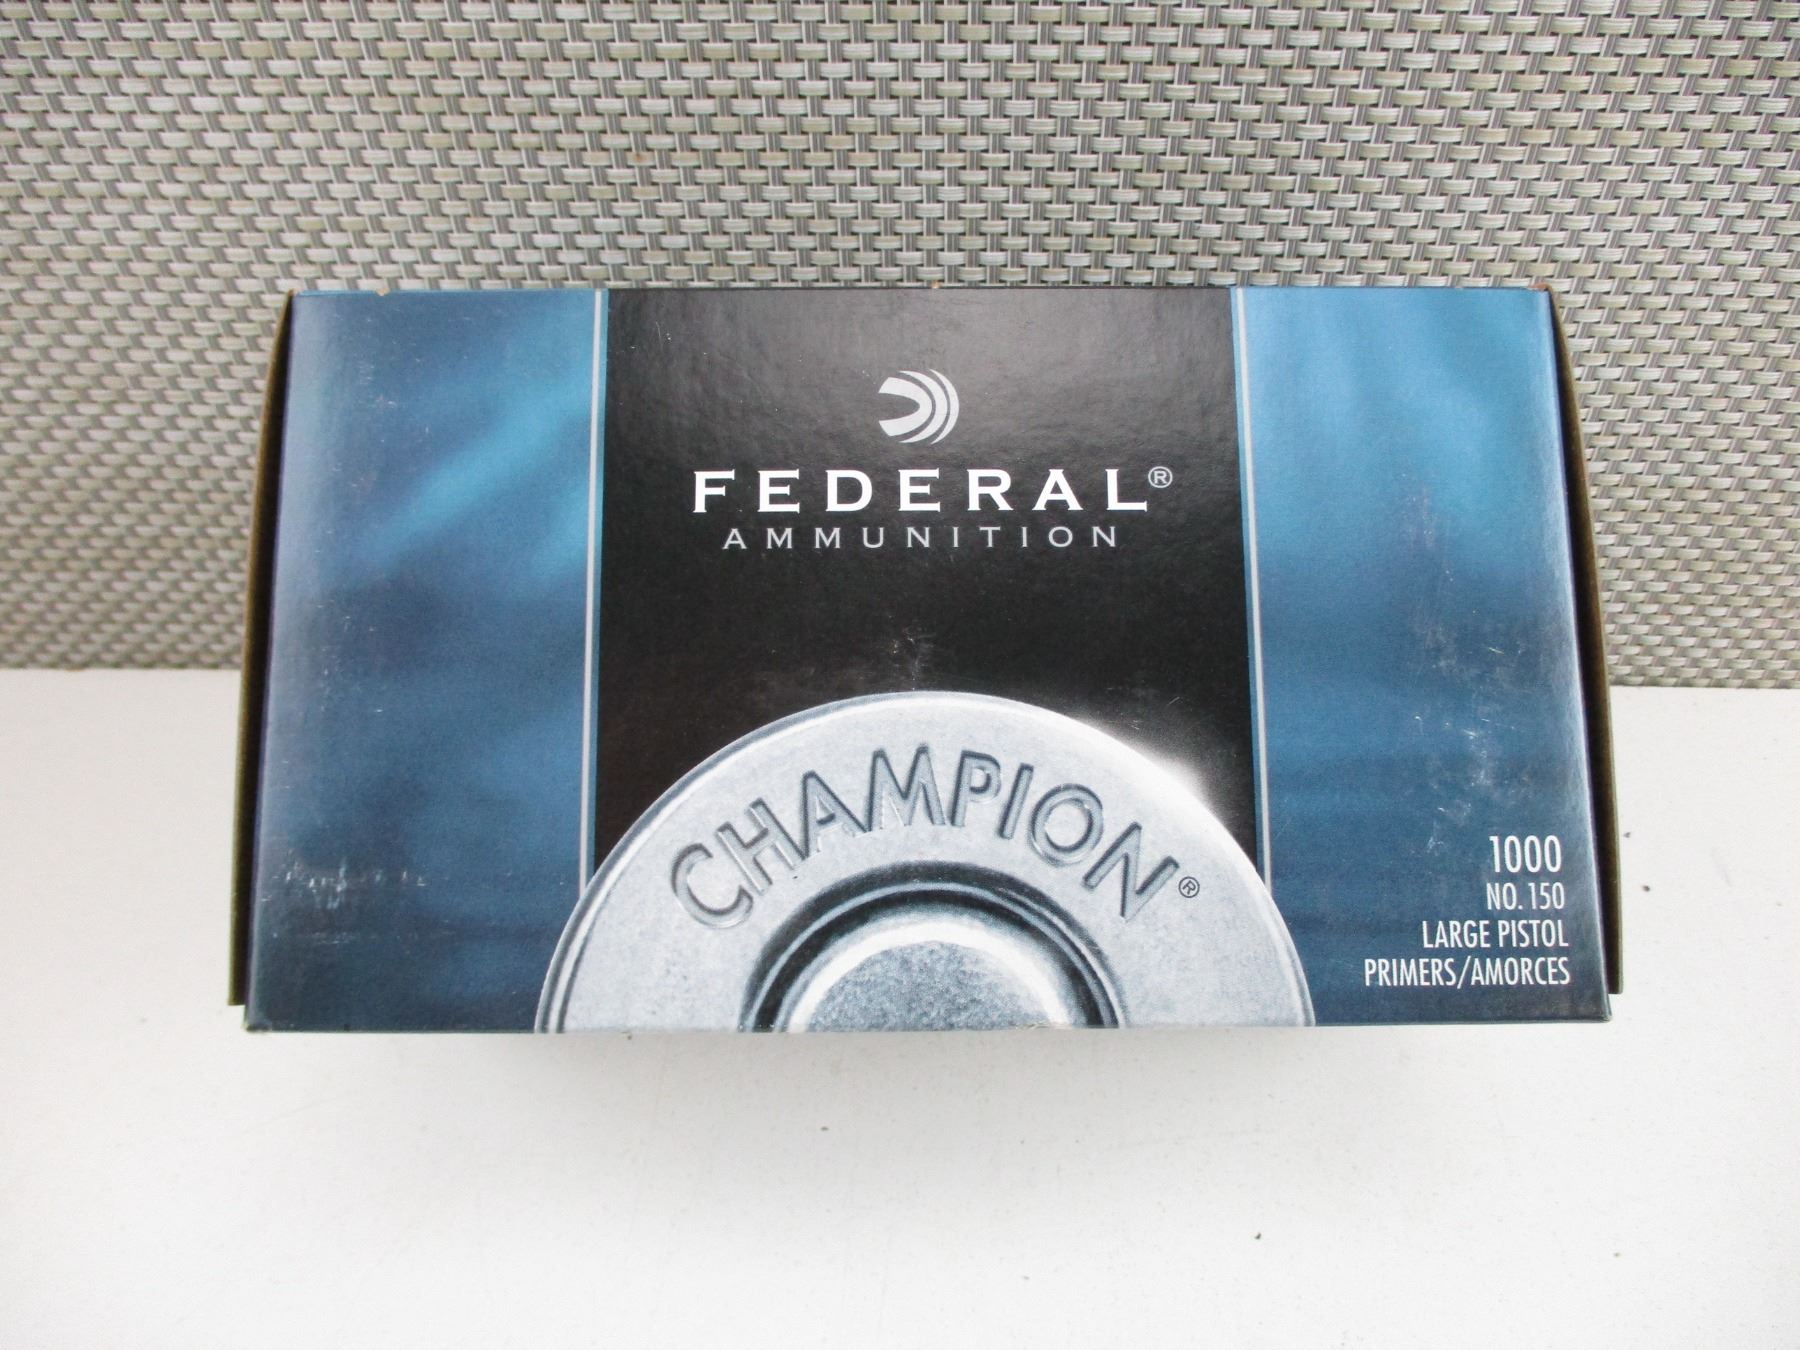 FEDERAL®
AMMUNITION
CHAMPION®
1000
NO. 150
LARGE PISTOL
PRIMERS/AMORCES